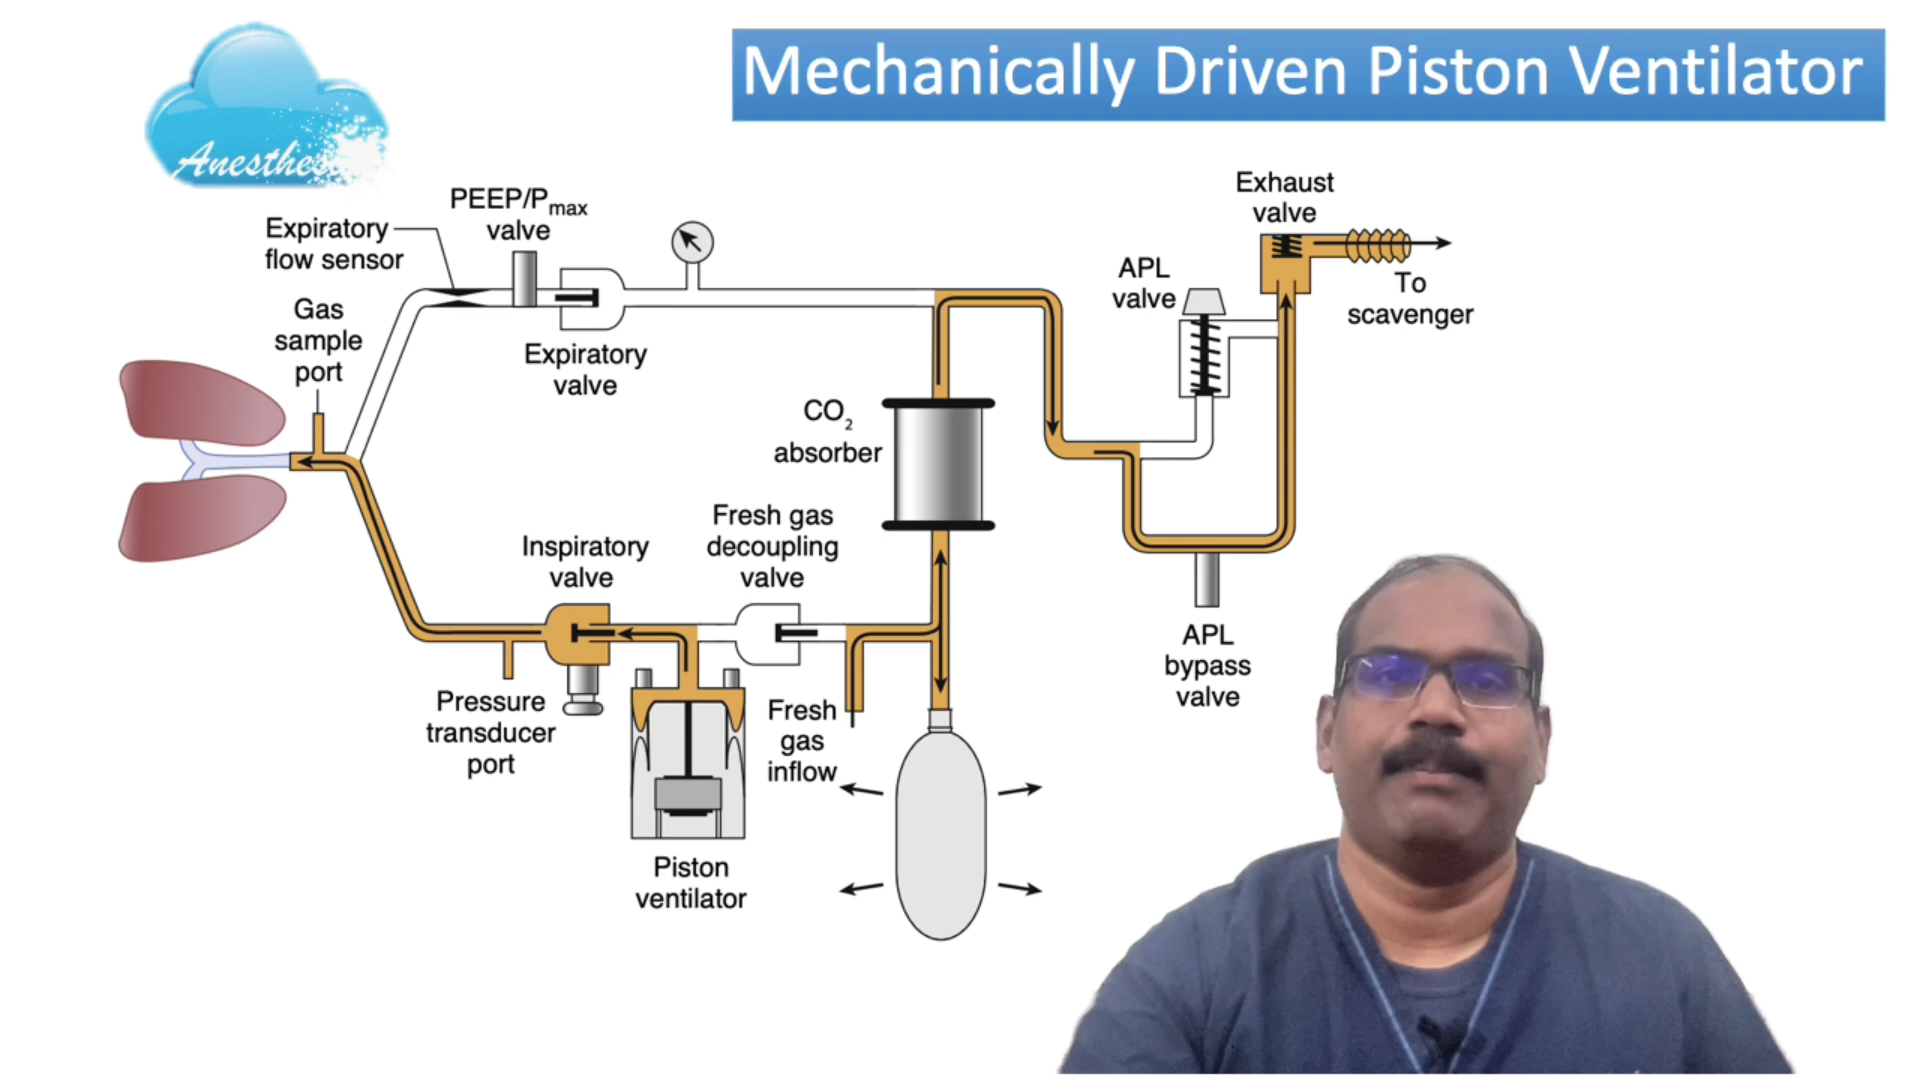 Mechanically Driven Piston Ventilator
PEEP/Pmax
valve
Expiratory
flow sensor
Gas
sample
port
Expiratory
valve
Exhaust
valve
APL
valve
To
scavenger
CO2
absorber
Inspiratory
valve
Fresh gas
decoupling
valve
Pressure
transducer
port
Fresh
gas
inflow
APL
bypass
valve
Piston
ventilator